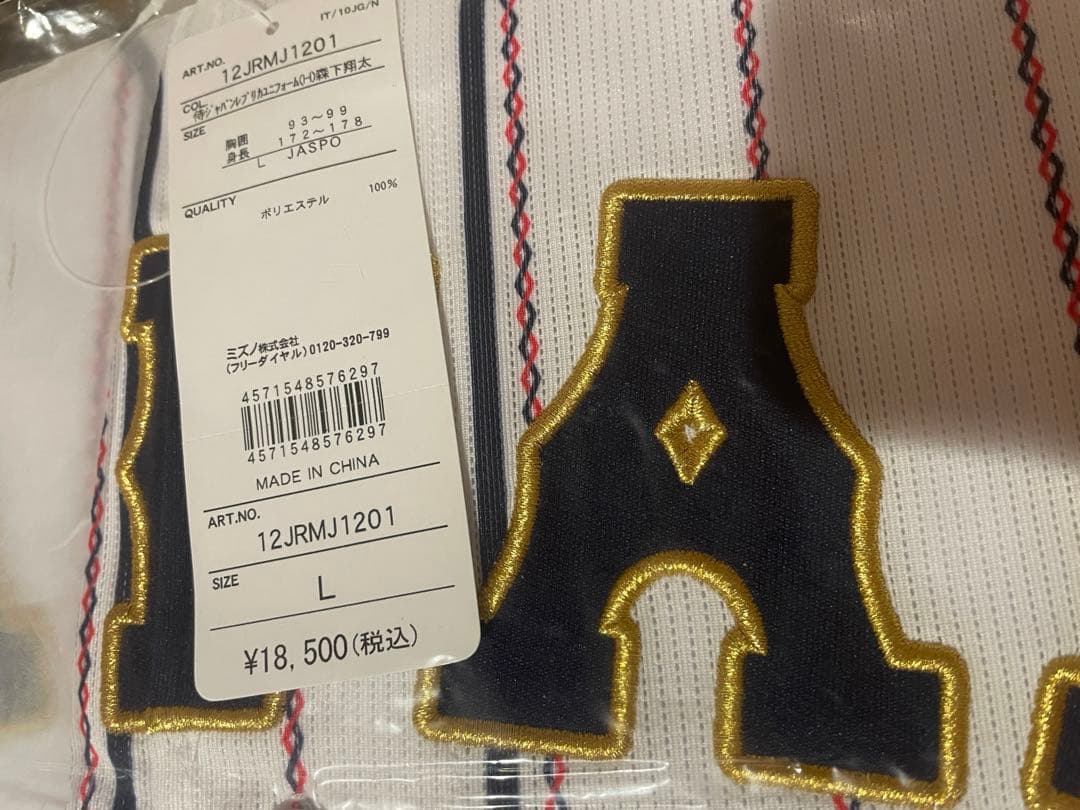 IT/10JG/N
ART.NO. 12JRMJ1201
COL. 侍ジャパンレプリカユニフォーム(H)森下翔太
SIZE
胸囲 93~99
身長 172~178
L JASPO
QUALITY
ポリエステル 100%
ミズノ株式会社
(フリーダイヤル)0120-320-799
4571548576297
4571548576297
MADE IN CHINA
ART.NO.
12JRMJ1201
SIZE
L
¥18,500(税込)
A